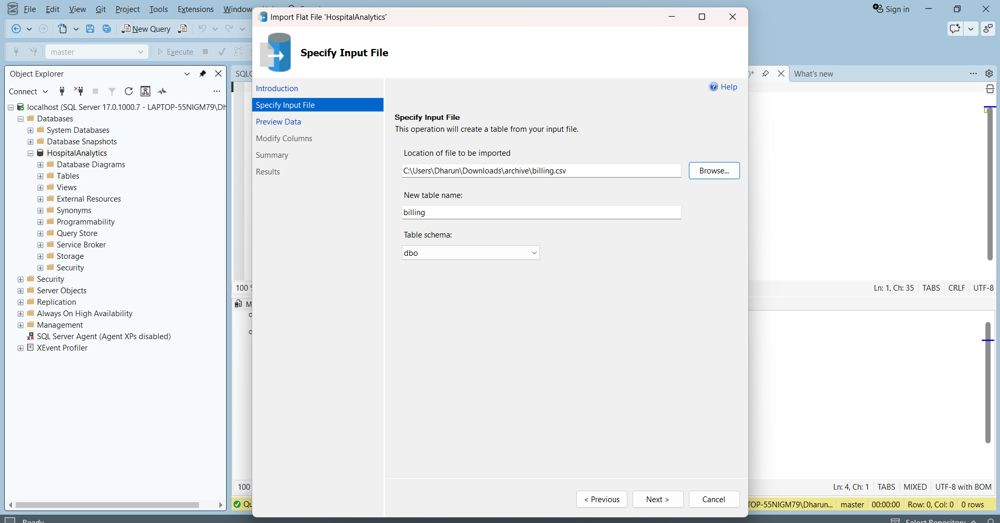 File Edit View Git Project Tools Extensions Window
Sign in
New Query
master
Execute
Object Explorer
Connect
localhost (SQL Server 17.0.1000.7 - LAPTOP-55NIGM79\Dh
Databases
System Databases
Database Snapshots
HospitalAnalytics
Database Diagrams
Tables
Views
External Resources
Synonyms
Programmability
Query Store
Service Broker
Storage
Security
Security
Server Objects
Replication
Always On High Availability
Management
SQL Server Agent (Agent XPs disabled)
XEvent Profiler
SQLQ
100 %
M
c
c
100
Qu
Import Flat File 'HospitalAnalytics'
Specify Input File
Introduction
Specify Input File
Preview Data
Modify Columns
Summary
Results
Help
Specify Input File
This operation will create a table from your input file.
Location of file to be imported
C:\Users\Dharun\Downloads\archive\billing.csv
Browse...
New table name:
billing
Table schema:
dbo
< Previous
Next >
Cancel
)*
What's new
Ln: 1, Ch: 35 TABS CRLF UTF-8
Ln: 4, Ch: 1 TABS MIXED UTF-8 with BOM
TOP-55NIGM79\Dharun... master 00:00:00 Row: 0, Col: 0 0 rows
Ready
Select Repository